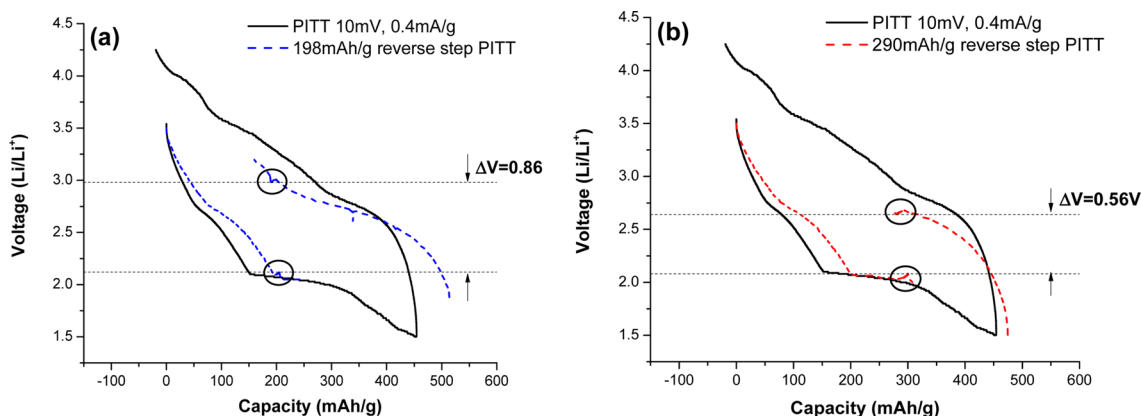 (a)
PITT 10mV, 0.4mA/g
198mAh/g reverse step PITT
4.5
4.0
3.5
3.0
2.5
2.0
1.5
Voltage (Li/Li⁺)
ΔV=0.86
-100 0 100 200 300 400 500 600
Capacity (mAh/g)
(b)
PITT 10mV, 0.4mA/g
290mAh/g reverse step PITT
4.5
4.0
3.5
3.0
2.5
2.0
1.5
Voltage (Li/Li⁺)
ΔV=0.56V
-100 0 100 200 300 400 500 600
Capacity (mAh/g)